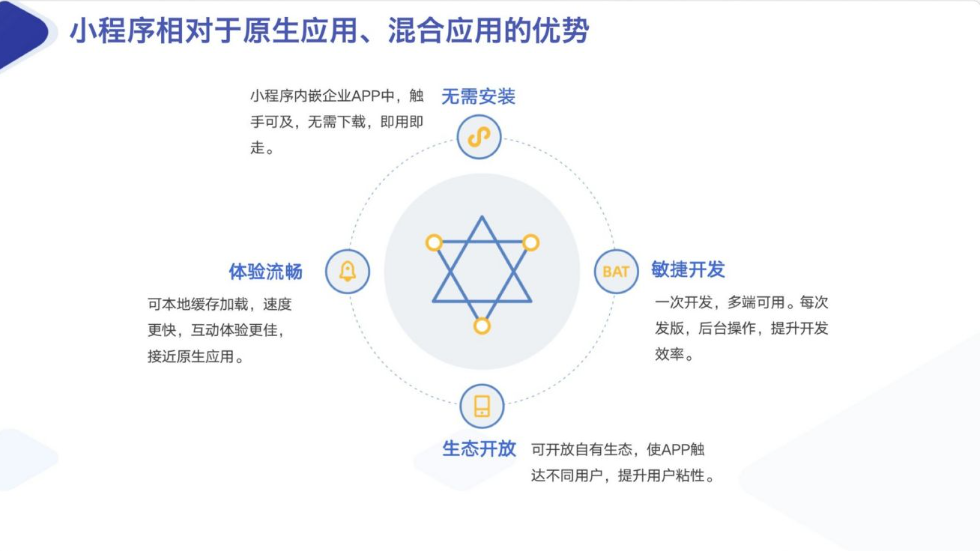 小程序相对于原生应用、混合应用的优势
小程序内嵌企业APP中，触
手可及，无需下载，即用即
走。
无需安装
体验流畅
可本地缓存加载，速度
更快，互动体验更佳，
接近原生应用。
BAT
敏捷开发
一次开发，多端可用。每次
发版，后台操作，提升开发
效率。
生态开放
可开放自有生态，使APP触
达不同用户，提升用户粘性。